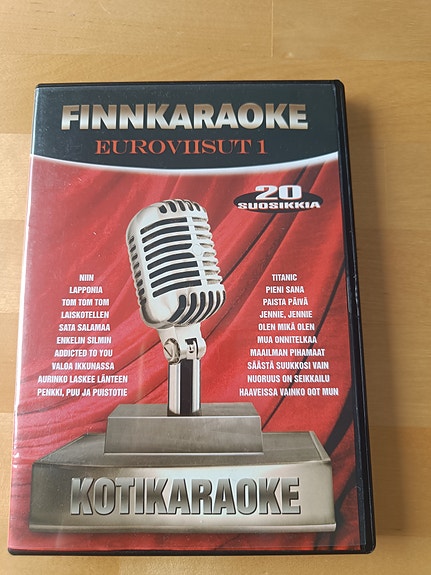 FINNKARAOKE
EUROVIISUT 1
20
SUOSIKKIA
NIIN
LAPPONIA
TOM TOM TOM
LAISKOTELLEN
SATA SALAMAA
ENKELIN SILMIN
ADDICTED TO YOU
VALOA IKKUNASSA
AURINKO LASKEE LÄNTEEN
PENKKI, PUU JA PUISTOTIE
TITANIC
PIENI SANA
PAISTA PÄIVÄ
JENNIE, JENNIE
OLEN MIKÄ OLEN
MUA ONNITELKAA
MAAILMAN PIHAMAAT
SÄÄSTÄ SUUKKOSI VAIN
NUORUUS ON SEIKKAILU
HAAVEISSA VAINKO OOT MUN
KOTIKARAOKE